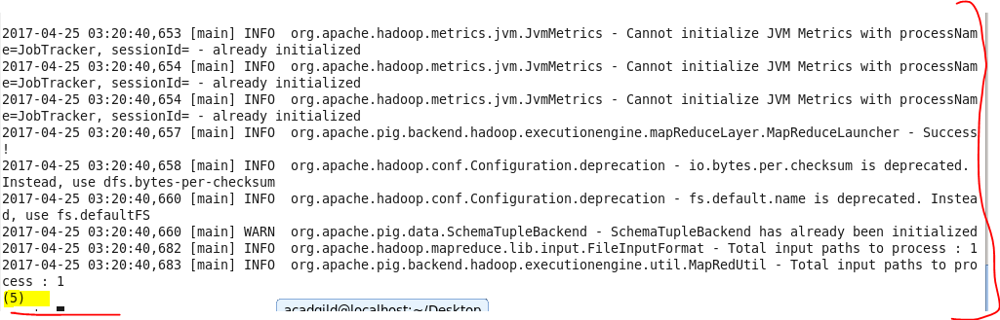 2017-04-25 03:20:40,653 [main] INFO  org.apache.hadoop.metrics.jvm.JvmMetrics - Cannot initialize JVM Metrics with processNam
e=JobTracker, sessionId= - already initialized
2017-04-25 03:20:40,654 [main] INFO  org.apache.hadoop.metrics.jvm.JvmMetrics - Cannot initialize JVM Metrics with processNam
e=JobTracker, sessionId= - already initialized
2017-04-25 03:20:40,654 [main] INFO  org.apache.hadoop.metrics.jvm.JvmMetrics - Cannot initialize JVM Metrics with processNam
e=JobTracker, sessionId= - already initialized
2017-04-25 03:20:40,657 [main] INFO  org.apache.pig.backend.hadoop.executionengine.mapReduceLayer.MapReduceLauncher - Success
!
2017-04-25 03:20:40,658 [main] INFO  org.apache.hadoop.conf.Configuration.deprecation - io.bytes.per.checksum is deprecated.
Instead, use dfs.bytes-per-checksum
2017-04-25 03:20:40,660 [main] INFO  org.apache.hadoop.conf.Configuration.deprecation - fs.default.name is deprecated. Instea
d, use fs.defaultFS
2017-04-25 03:20:40,660 [main] WARN  org.apache.pig.data.SchemaTupleBackend - SchemaTupleBackend has already been initialized
2017-04-25 03:20:40,682 [main] INFO  org.apache.hadoop.mapreduce.lib.input.FileInputFormat - Total input paths to process : 1
2017-04-25 03:20:40,683 [main] INFO  org.apache.pig.backend.hadoop.executionengine.util.MapRedUtil - Total input paths to pro
cess : 1
(5)
acadgild@localhost:~/Desktop